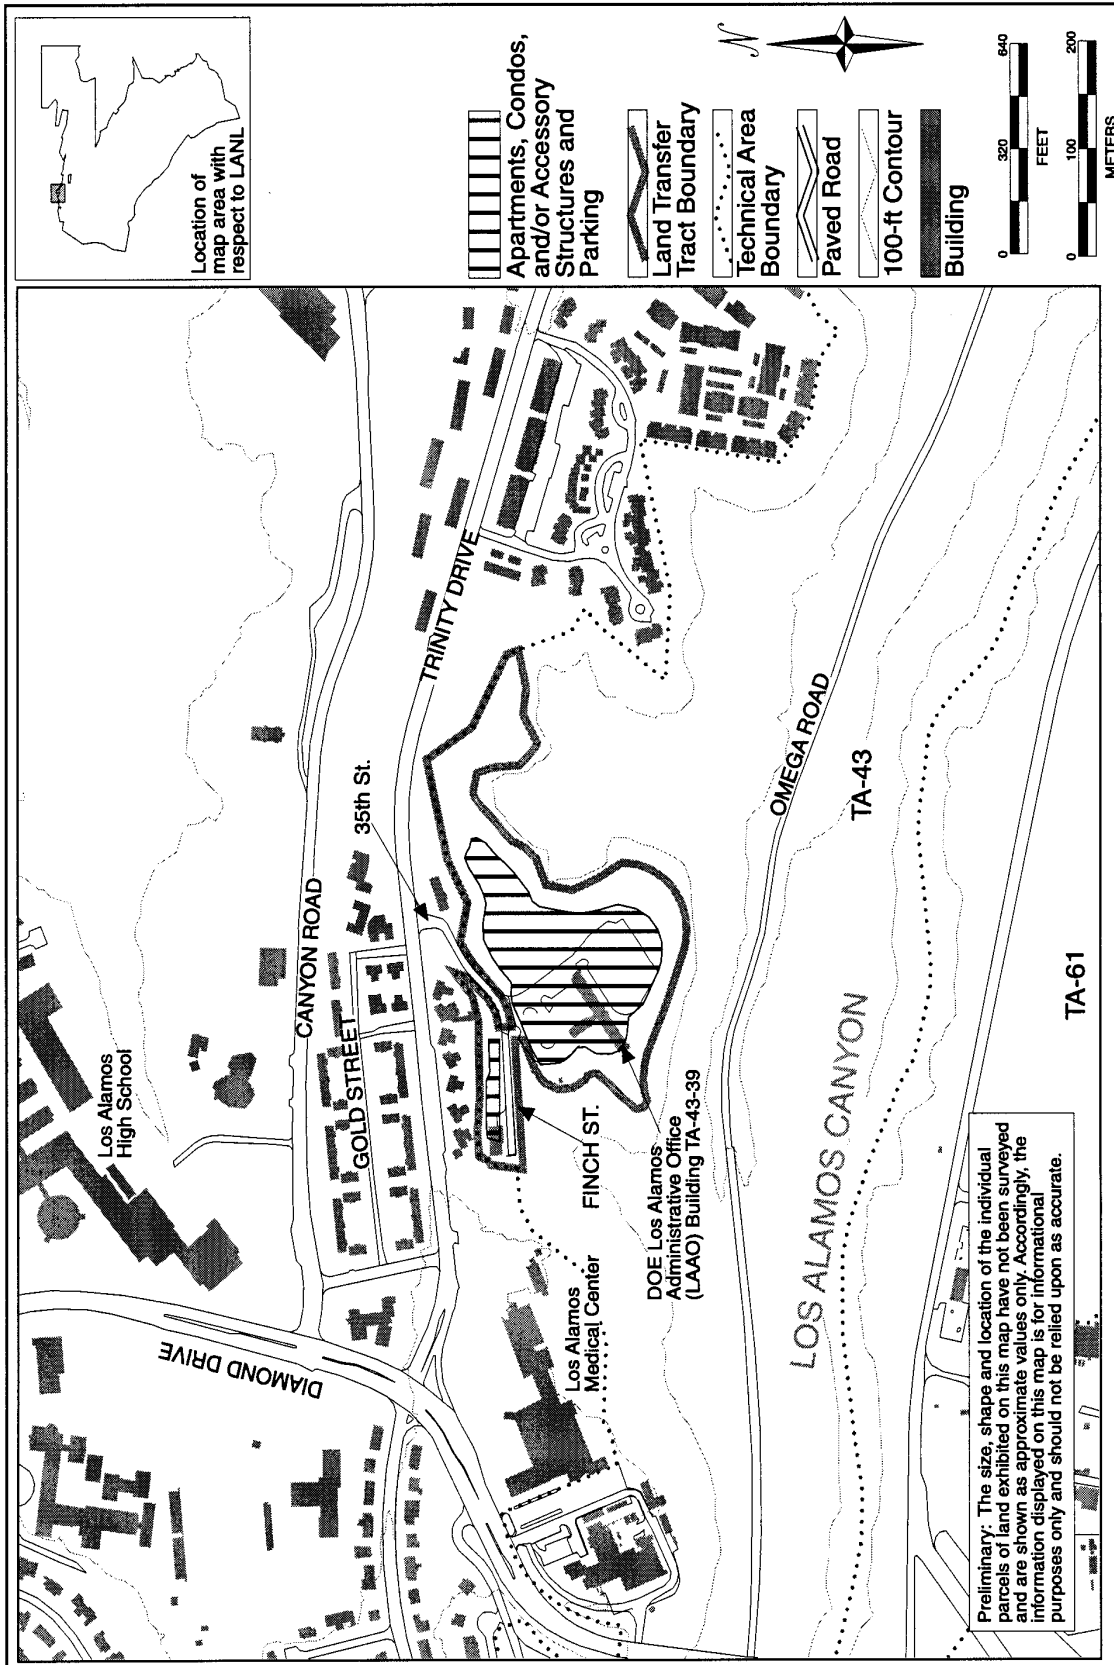 Location of
map area with
respect to LANL
Apartments, Condos,
and/or Accessory
Structures and
Parking
Land Transfer
Tract Boundary
Technical Area
Boundary
Paved Road
100-ft Contour
Building
N
0 320 640
FEET
0 100 200
METERS
Los Alamos
High School
CANYON ROAD
GOLD STREET
35th St.
TRINITY DRIVE
DIAMOND DRIVE
FINCH ST.
Los Alamos
Medical Center
DOE Los Alamos
Administrative Office
(LAAO) Building TA-43-39
OMEGA ROAD
TA-43
LOS ALAMOS CANYON
TA-61
Preliminary: The size, shape and location of the individual
parcels of land exhibited on this map have not been surveyed
and are shown as approximate values only. Accordingly, the
information displayed on this map is for informational
purposes only and should not be relied upon as accurate.